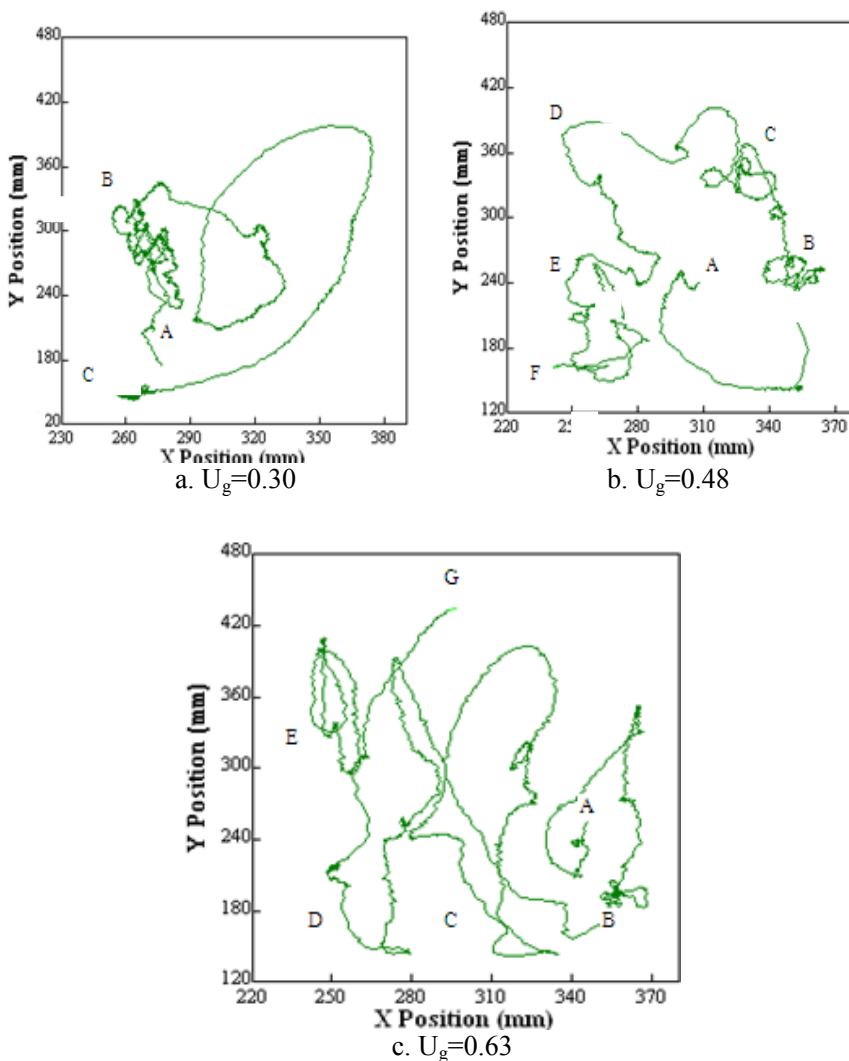 480
420
360
300
240
180
20
Y Position (mm)
B
A
C
230 260 290 320 350 380
X Position (mm)
a. Ug=0.30
480
420
360
300
240
180
120
Y Position (mm)
D
C
B
A
E
F
220 280 310 340 370
X Position (mm)
b. Ug=0.48
480
420
360
300
240
180
120
Y Position (mm)
G
E
A
D
C
B
220 250 280 310 340 370
X Position (mm)
c. Ug=0.63